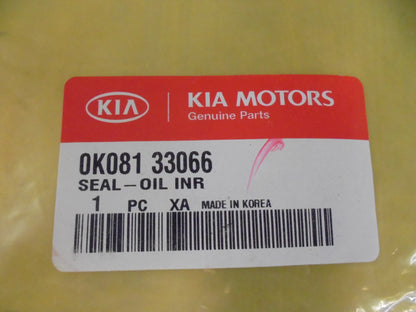 KIA
KIA MOTORS
Genuine Parts
0K081 33066
SEAL-OIL INR
1 PC XA MADE IN KOREA